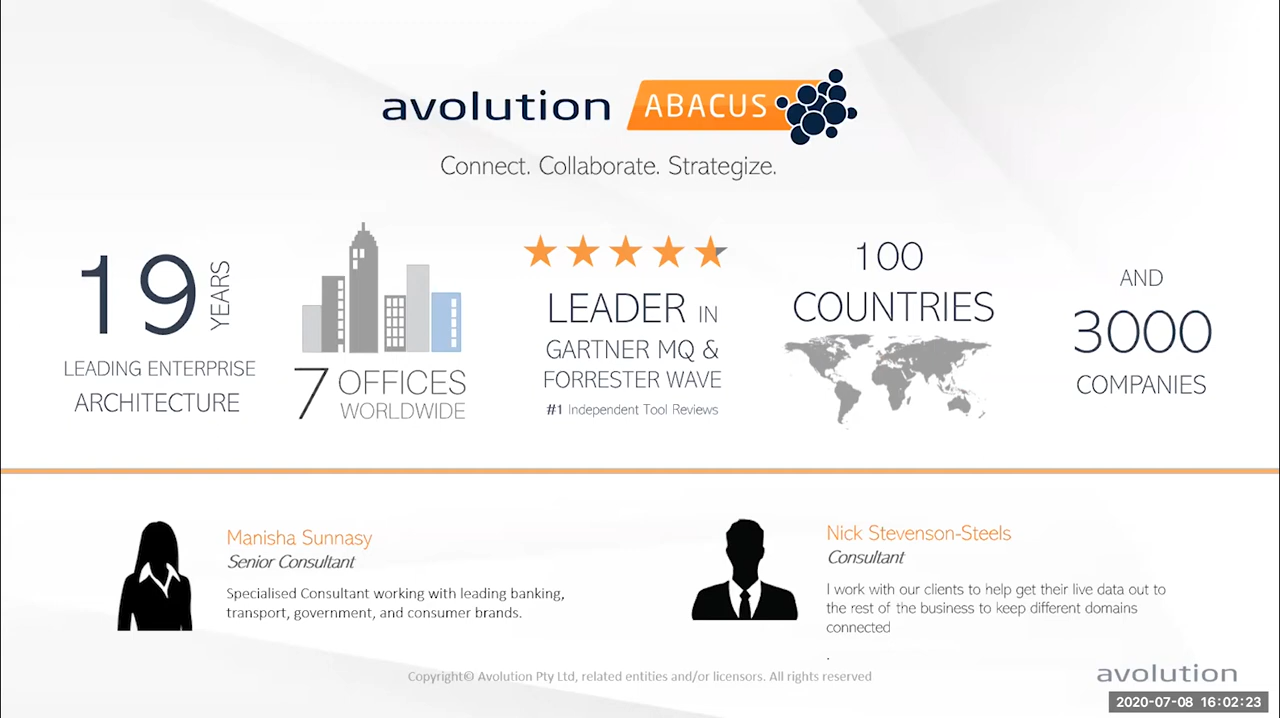 avolution ABACUS
Connect. Collaborate. Strategize.
19 YEARS
LEADING ENTERPRISE
ARCHITECTURE
7 OFFICES
WORLDWIDE
LEADER IN
GARTNER MQ &
FORRESTER WAVE
#1 Independent Tool Reviews
100
COUNTRIES
AND
3000
COMPANIES
Manisha Sunnasy
Senior Consultant
Specialised Consultant working with leading banking,
transport, government, and consumer brands.
Nick Stevenson-Steels
Consultant
I work with our clients to help get their live data out to
the rest of the business to keep different domains
connected
.
Copyright© Avolution Pty Ltd, related entities and/or licensors. All rights reserved
avolution
2020-07-08 16:02:23